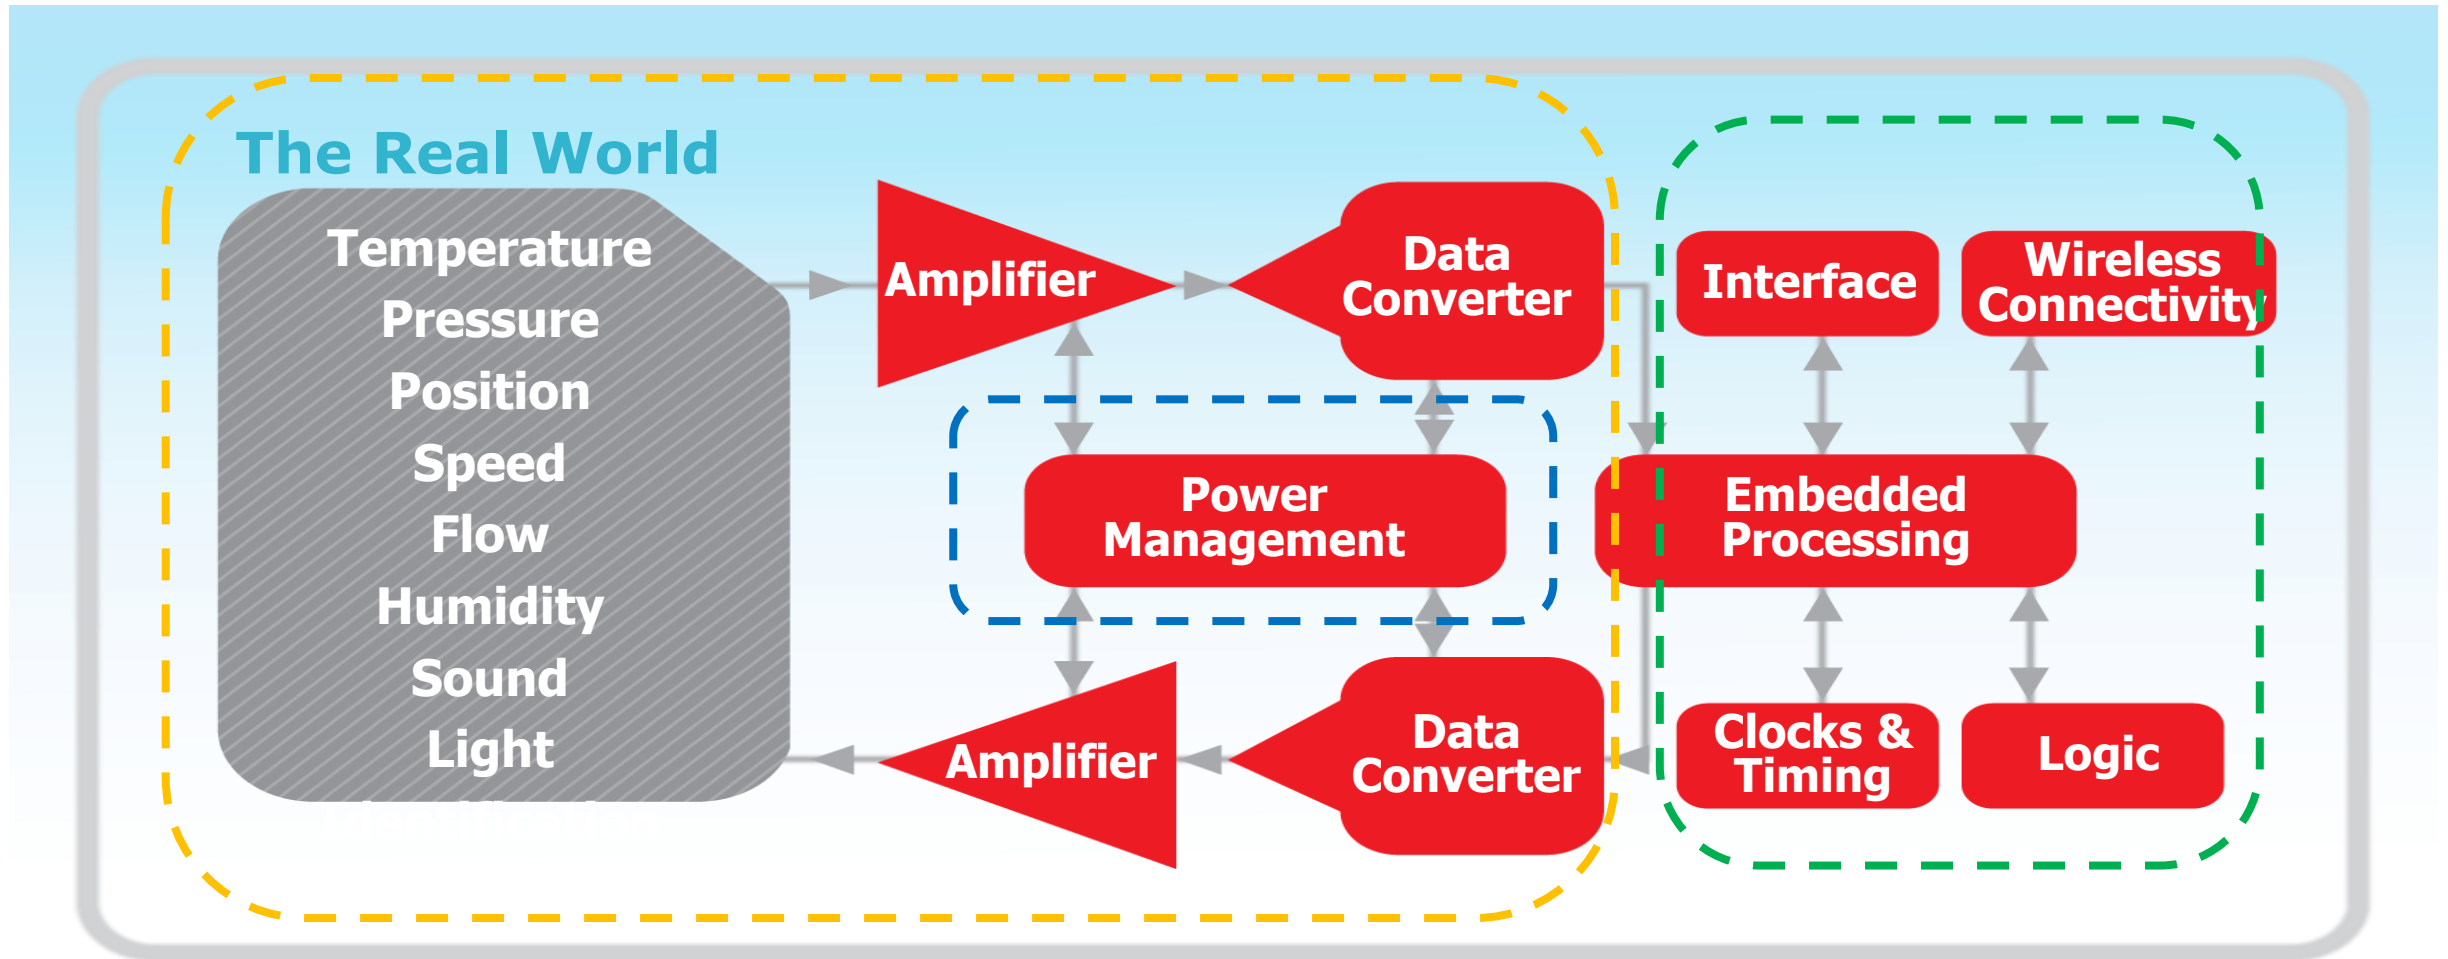 The Real World
Temperature
Pressure
Position
Speed
Flow
Humidity
Sound
Light
Amplifier
Data
Converter
Interface
Wireless
Connectivity
Power
Management
Embedded
Processing
Amplifier
Data
Converter
Clocks &
Timing
Logic